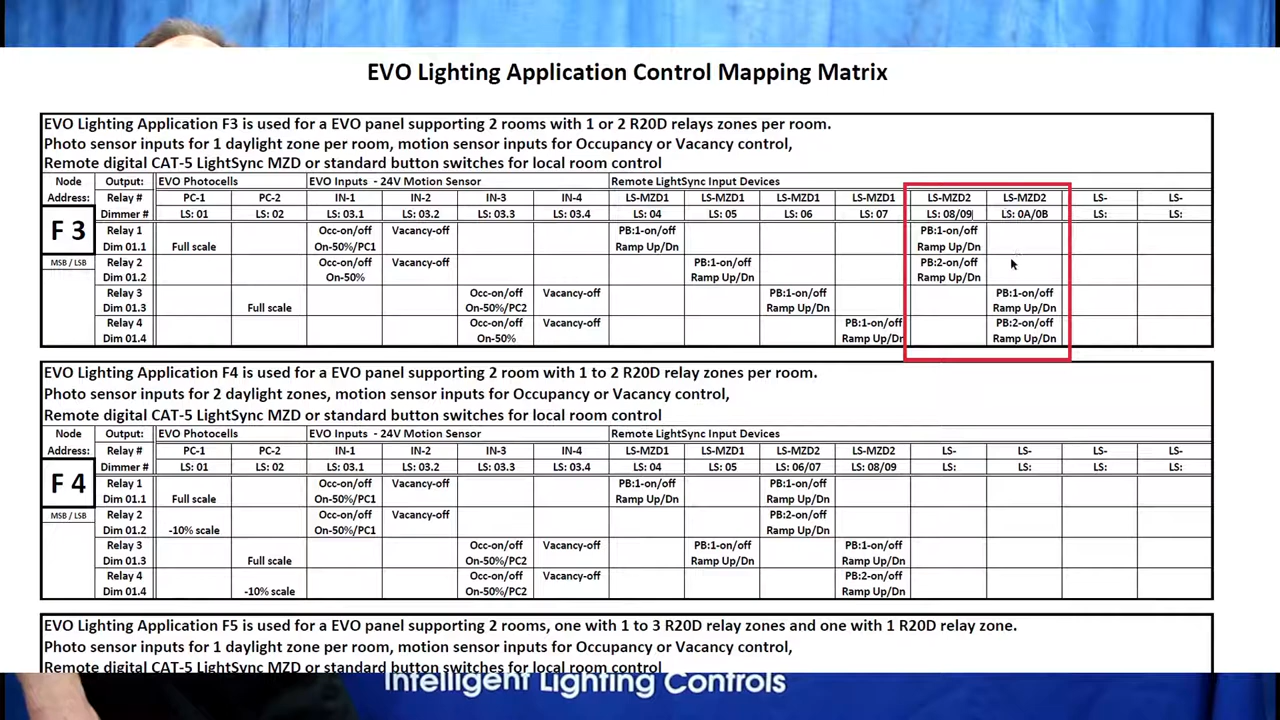 EVO Lighting Application Control Mapping Matrix
EVO Lighting Application F3 is used for a EVO panel supporting 2 rooms with 1 or 2 R20D relays zones per room.
Photo sensor inputs for 1 daylight zone per room, motion sensor inputs for Occupancy or Vacancy control,
Remote digital CAT-5 LightSync MZD or standard button switches for local room control
Node Output: EVO Photocells EVO Inputs - 24V Motion Sensor Remote LightSync Input Devices
Address: Relay # PC-1 PC-2 IN-1 IN-2 IN-3 IN-4 LS-MZD1 LS-MZD1 LS-MZD1 LS-MZD1 LS-MZD2 LS-MZD2 LS- LS-
Dimmer # LS: 01 LS: 02 LS: 03.1 LS: 03.2 LS: 03.3 LS: 03.4 LS: 04 LS: 05 LS: 06 LS: 07 LS: 08/09 LS: 0A/0B LS: LS:
F 3 Relay 1 Occ-on/off Vacancy-off PB:1-on/off PB:1-on/off
Dim 01.1 Full scale On-50%/PC1 Ramp Up/Dn Ramp Up/Dn
MSB / LSB Relay 2 Occ-on/off Vacancy-off PB:1-on/off PB:2-on/off
Dim 01.2 On-50% Ramp Up/Dn Ramp Up/Dn
Relay 3 Occ-on/off Vacancy-off PB:1-on/off PB:1-on/off
Dim 01.3 Full scale On-50%/PC2 Ramp Up/Dn Ramp Up/Dn
Relay 4 Occ-on/off Vacancy-off PB:1-on/off PB:2-on/off
Dim 01.4 On-50% Ramp Up/Dn Ramp Up/Dn
EVO Lighting Application F4 is used for a EVO panel supporting 2 room with 1 to 2 R20D relay zones per room.
Photo sensor inputs for 2 daylight zones, motion sensor inputs for Occupancy or Vacancy control,
Remote digital CAT-5 LightSync MZD or standard button switches for local room control
Node Output: EVO Photocells EVO Inputs - 24V Motion Sensor Remote LightSync Input Devices
Address: Relay # PC-1 PC-2 IN-1 IN-2 IN-3 IN-4 LS-MZD1 LS-MZD1 LS-MZD2 LS-MZD2 LS- LS- LS- LS-
Dimmer # LS: 01 LS: 02 LS: 03.1 LS: 03.2 LS: 03.3 LS: 03.4 LS: 04 LS: 05 LS: 06/07 LS: 08/09 LS: LS: LS: LS:
F 4 Relay 1 Occ-on/off Vacancy-off PB:1-on/off PB:1-on/off
Dim 01.1 Full scale On-50%/PC1 Ramp Up/Dn Ramp Up/Dn
MSB / LSB Relay 2 Occ-on/off Vacancy-off PB:2-on/off
Dim 01.2 -10% scale On-50%/PC1 Ramp Up/Dn
Relay 3 Occ-on/off Vacancy-off PB:1-on/off PB:1-on/off
Dim 01.3 Full scale On-50%/PC2 Ramp Up/Dn Ramp Up/Dn
Relay 4 Occ-on/off Vacancy-off PB:2-on/off
Dim 01.4 -10% scale On-50%/PC2 Ramp Up/Dn
EVO Lighting Application F5 is used for a EVO panel supporting 2 rooms, one with 1 to 3 R20D relay zones and one with 1 R20D relay zone.
Photo sensor inputs for 1 daylight zone per room, motion sensor inputs for Occupancy or Vacancy control,
Remote digital CAT-5 LightSync MZD or standard button switches for local room control
Intelligent Lighting Controls